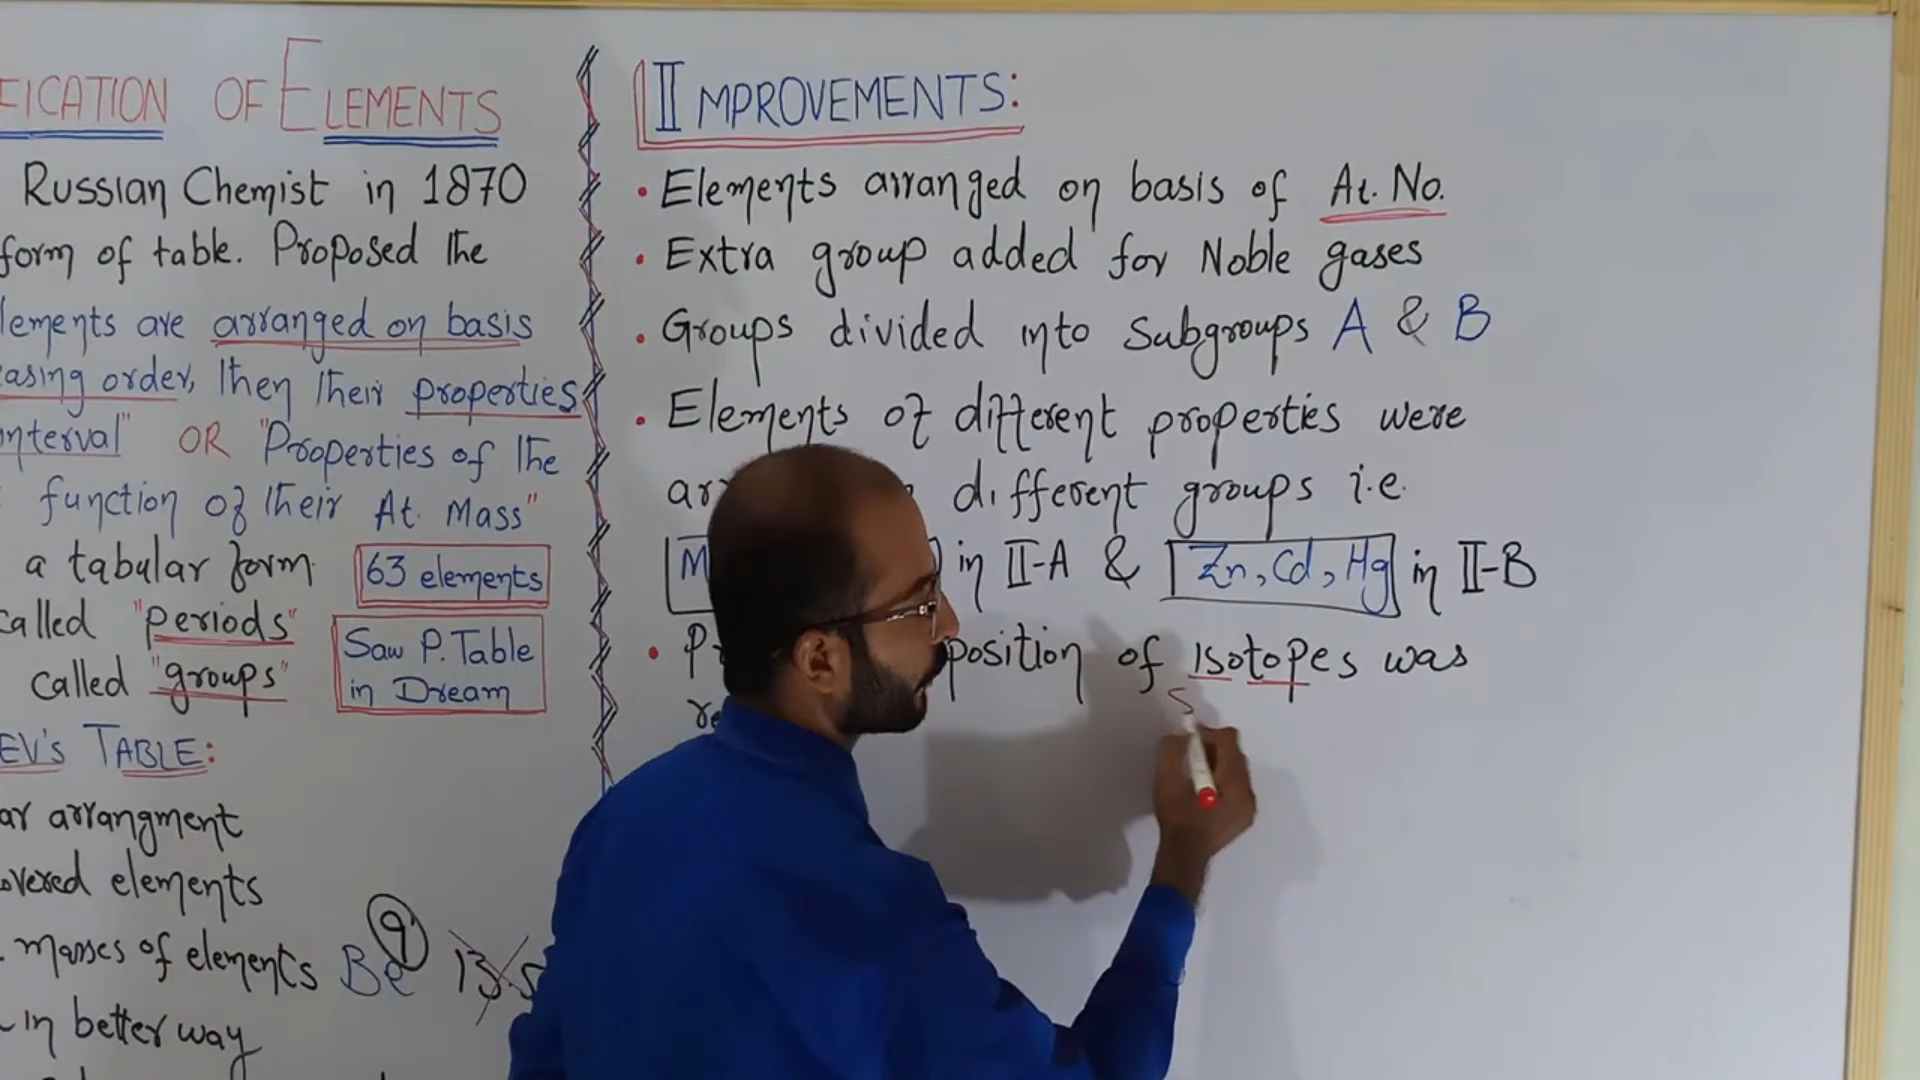 FICATION OF ELEMENTS
Russian Chemist in 1870
form of table. Proposed the
lements are arranged on basis
asing order, then their properties
interval" OR "Properties of the
function of their At. Mass"
a tabular form 63 elements
called "periods" Saw P. Table
in Dream
called "groups"
EV'S TABLE:
ar arrangment
overed elements
masses of elements Be 9 13.5
in better way
IMPROVEMENTS:
• Elements arranged on basis of At. No.
• Extra group added for Noble gases
• Groups divided into Subgroups A & B
• Elements of different properties were
different groups i.e.
in II-A & Zn, Cd, Hg in II-B
• position of isotopes was